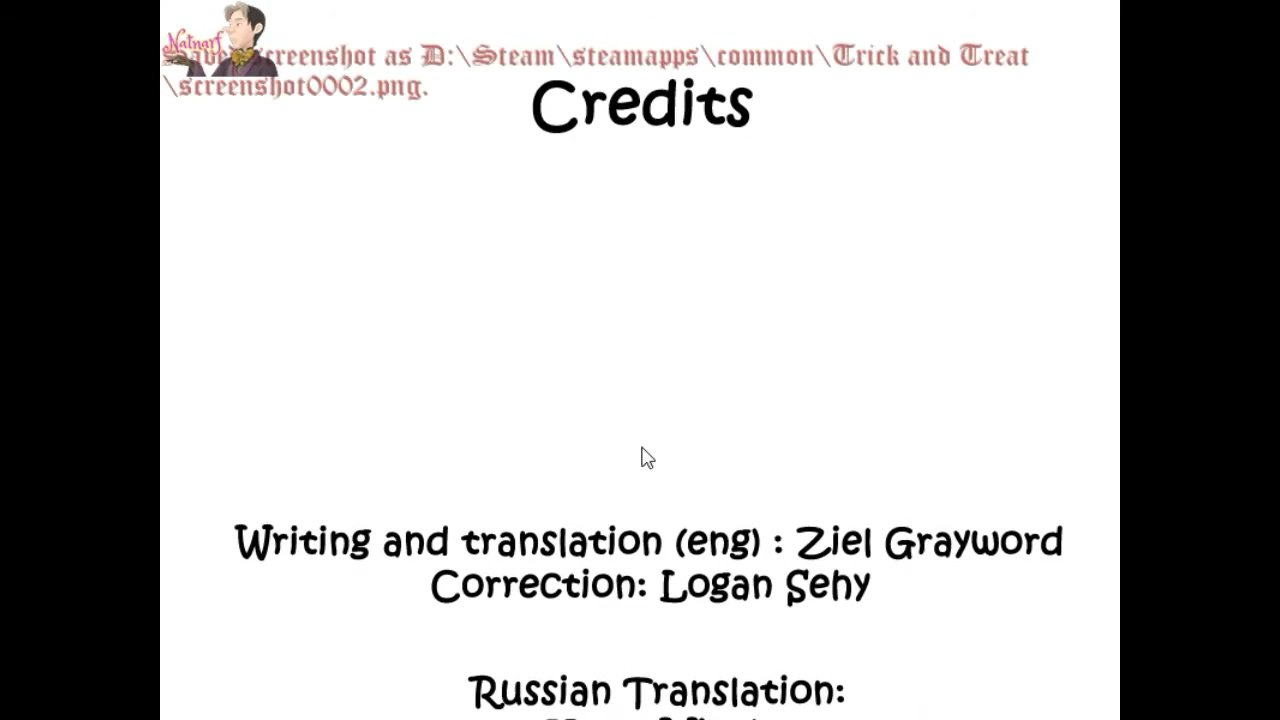 Natnarf
Saved screenshot as D:\Steam\steamapps\common\Trick and Treat
\screenshot0002.png.
Credits
Writing and translation (eng) : Ziel Grayword
Correction: Logan Sehy
Russian Translation: